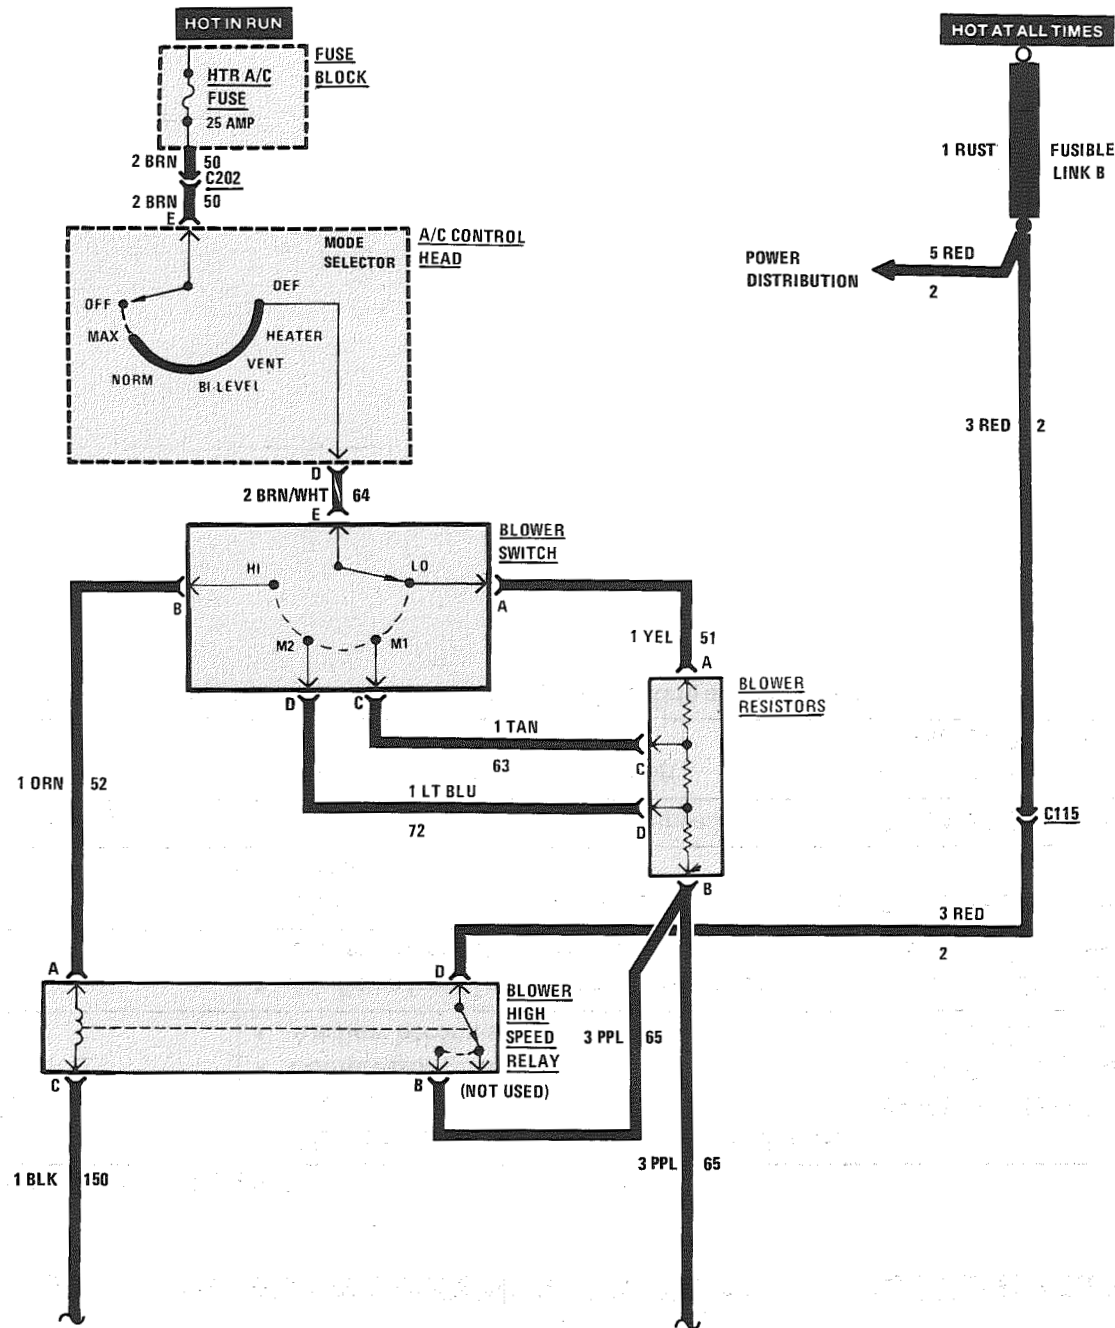 HOT IN RUN
HOT AT ALL TIMES
FUSE
BLOCK
HTR A/C
FUSE
25 AMP
1 RUST
FUSIBLE
LINK B
2 BRN 50
C202
2 BRN 50
E
MODE
SELECTOR
A/C CONTROL
HEAD
POWER
DISTRIBUTION
5 RED
2
OFF
DEF
MAX
HEATER
VENT
NORM
BI-LEVEL
3 RED 2
D
2 BRN/WHT 64
E
BLOWER
SWITCH
HI
LO
B
A
M2
M1
1 YEL 51
A
BLOWER
RESISTORS
D
C
1 TAN
63
C
1 ORN 52
1 LT BLU
72
D
C115
B
3 RED
2
A
D
BLOWER
HIGH
SPEED
RELAY
3 PPL 65
C
B
(NOT USED)
1 BLK 150
3 PPL 65